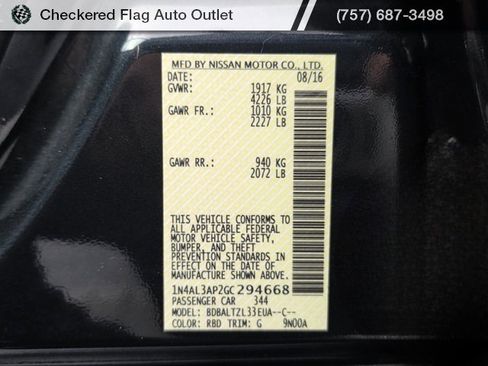 Checkered Flag Auto Outlet
(757) 687-3498
MFD BY NISSAN MOTOR CO., LTD.
DATE: 08/16
GVWR: 1917 KG
4226 LB
GAWR FR.: 1010 KG
2227 LB
GAWR RR.: 940 KG
2072 LB
THIS VEHICLE CONFORMS TO
ALL APPLICABLE FEDERAL
MOTOR VEHICLE SAFETY,
BUMPER, AND THEFT
PREVENTION STANDARDS
IN EFFECT ON THE DATE OF
MANUFACTURE SHOWN ABOVE.
1N4AL3AP2GC294668
PASSENGER CAR 344
MODEL: BDBALTZL33EUA--C--
COLOR: RBD TRIM: G 9N00A